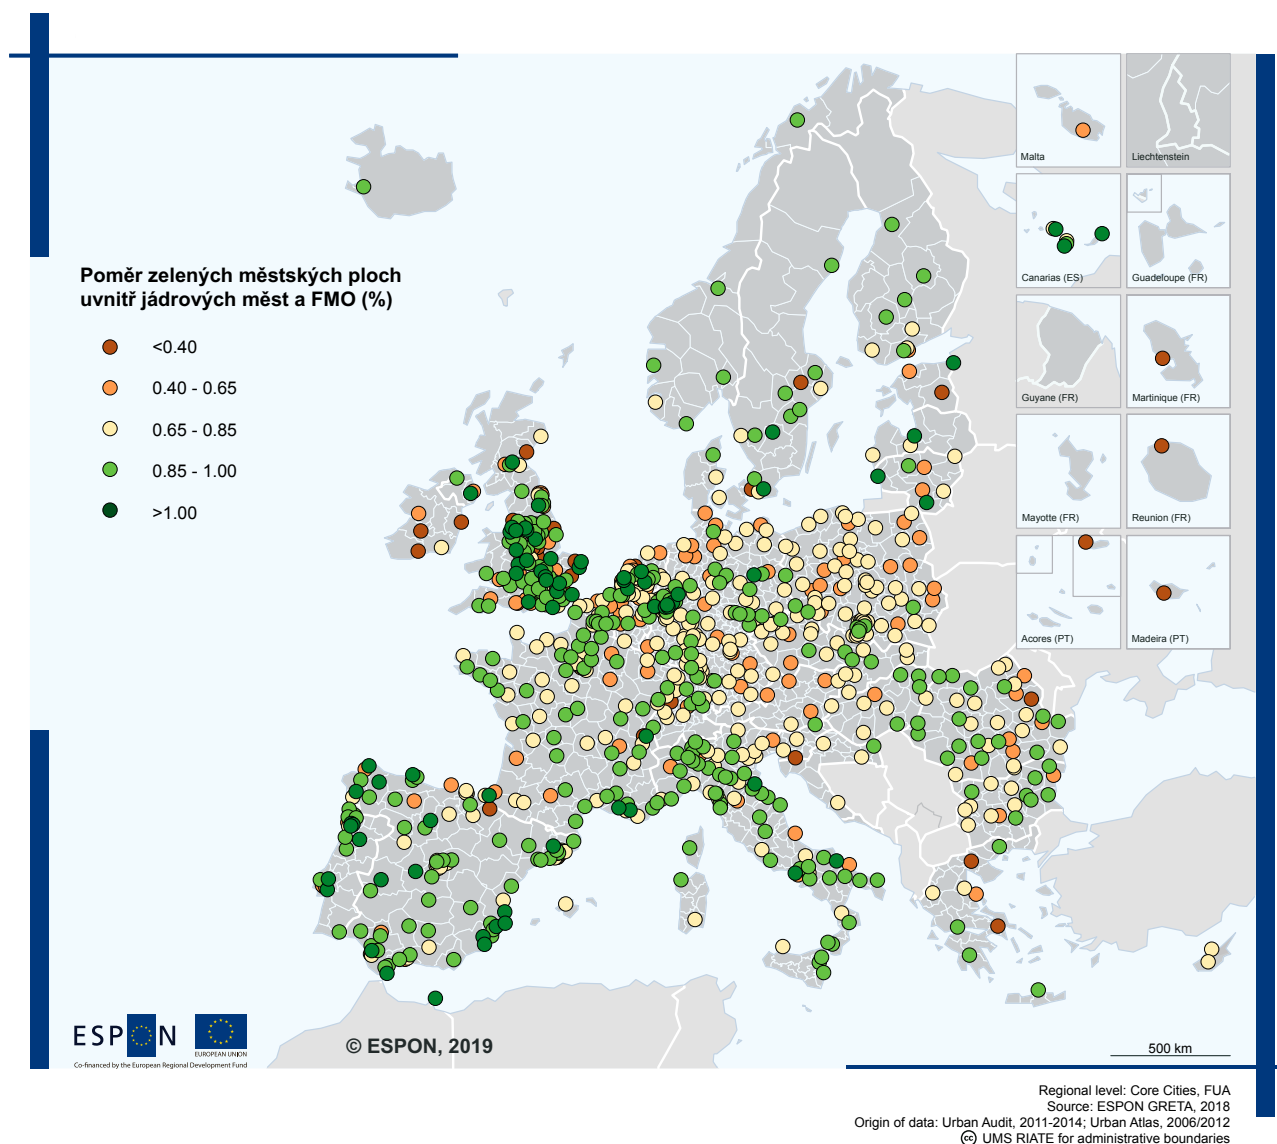 Malta
Liechtenstein
Canarias (ES)
Guadeloupe (FR)
Guyane (FR)
Martinique (FR)
Mayotte (FR)
Reunion (FR)
Acores (PT)
Madeira (PT)
Poměr zelených městských ploch
uvnitř jádrových měst a FMO (%)
<0.40
0.40 - 0.65
0.65 - 0.85
0.85 - 1.00
>1.00
ESPON
EUROPEAN UNION
Co-financed by the European Regional Development Fund
© ESPON, 2019
500 km
Regional level: Core Cities, FUA
Source: ESPON GRETA, 2018
Origin of data: Urban Audit, 2011-2014; Urban Atlas, 2006/2012
(cc) UMS RIATE for administrative boundaries